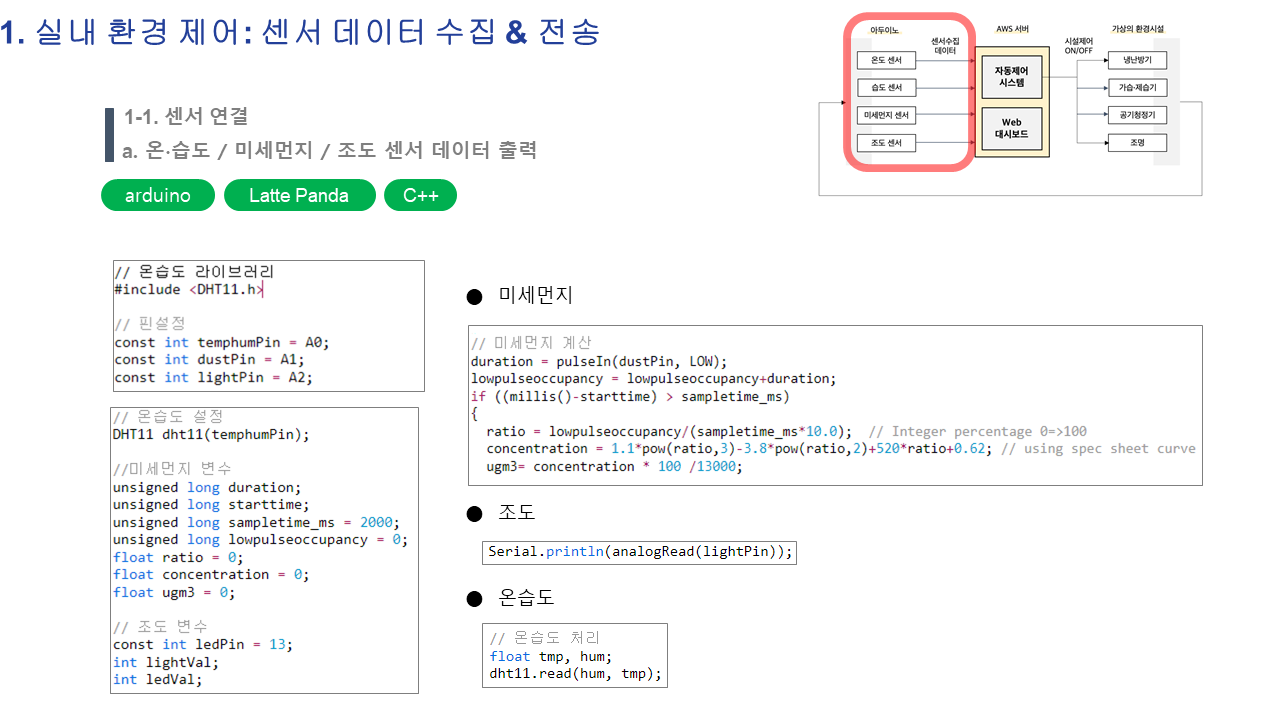 1. 실내 환경 제어: 센서 데이터 수집 & 전송
아두이노
센서수집
데이터
AWS 서버
시설제어
ON/OFF
가상의 환경시설
온도 센서
습도 센서
미세먼지 센서
조도 센서
자동제어
시스템
Web
대시보드
냉난방기
가습·제습기
공기청정기
조명
1-1. 센서 연결
a. 온·습도 / 미세먼지 / 조도 센서 데이터 출력
arduino
Latte Panda
C++
// 온습도 라이브러리
#include <DHT11.h>
// 핀설정
const int temphumPin = A0;
const int dustPin = A1;
const int lightPin = A2;
// 온습도 설정
DHT11 dht11(temphumPin);
//미세먼지 변수
unsigned long duration;
unsigned long starttime;
unsigned long sampletime_ms = 2000;
unsigned long lowpulseoccupancy = 0;
float ratio = 0;
float concentration = 0;
float ugm3 = 0;
// 조도 변수
const int ledPin = 13;
int lightVal;
int ledVal;
● 미세먼지
// 미세먼지 계산
duration = pulseIn(dustPin, LOW);
lowpulseoccupancy = lowpulseoccupancy+duration;
if ((millis()-starttime) > sampletime_ms)
{
ratio = lowpulseoccupancy/(sampletime_ms*10.0);  // Integer percentage 0=>100
concentration = 1.1*pow(ratio,3)-3.8*pow(ratio,2)+520*ratio+0.62; // using spec sheet curve
ugm3= concentration * 100 /13000;
● 조도
Serial.println(analogRead(lightPin));
● 온습도
// 온습도 처리
float tmp, hum;
dht11.read(hum, tmp);